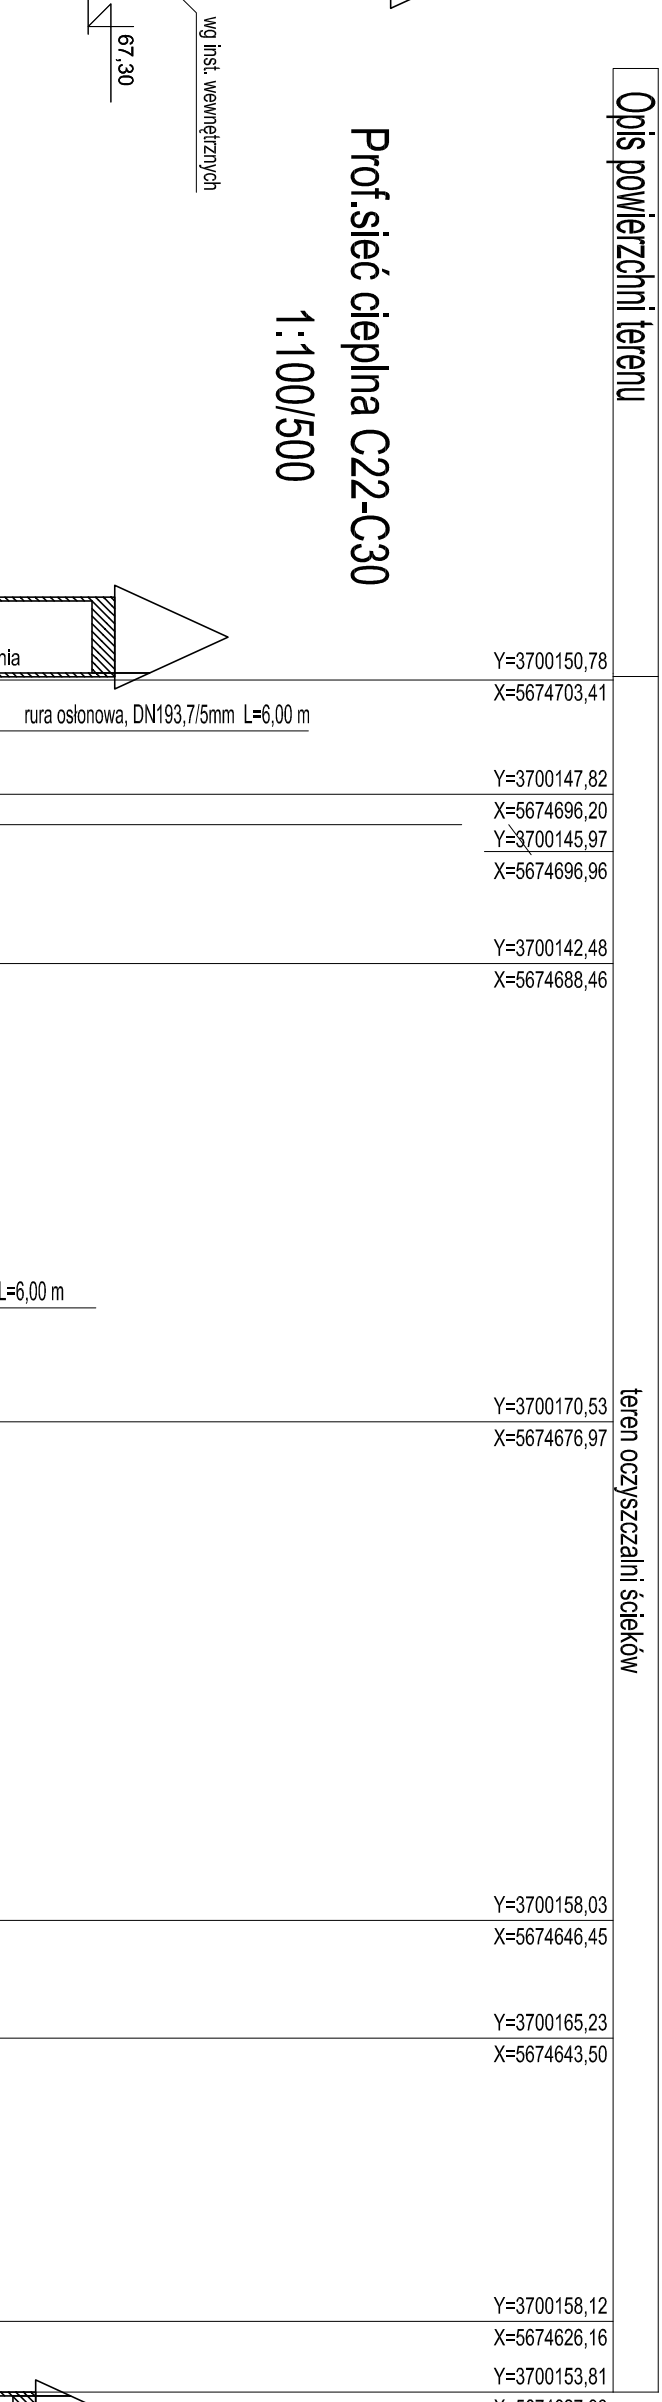 67,30
wg inst. wewnętrznych
Opis powierzchni terenu
Prof.sieć cieplna C22-C30
1:100/500
nia
Y=3700150,78
X=5674703,41
rura osłonowa, DN193,7/5mm L=6,00 m
Y=3700147,82
X=5674696,20
Y=3700145,97
X=5674696,96
Y=3700142,48
X=5674688,46
L=6,00 m
Y=3700170,53
X=5674676,97
teren oczyszczalni ścieków
Y=3700158,03
X=5674646,45
Y=3700165,23
X=5674643,50
Y=3700158,12
X=5674626,16
Y=3700153,81